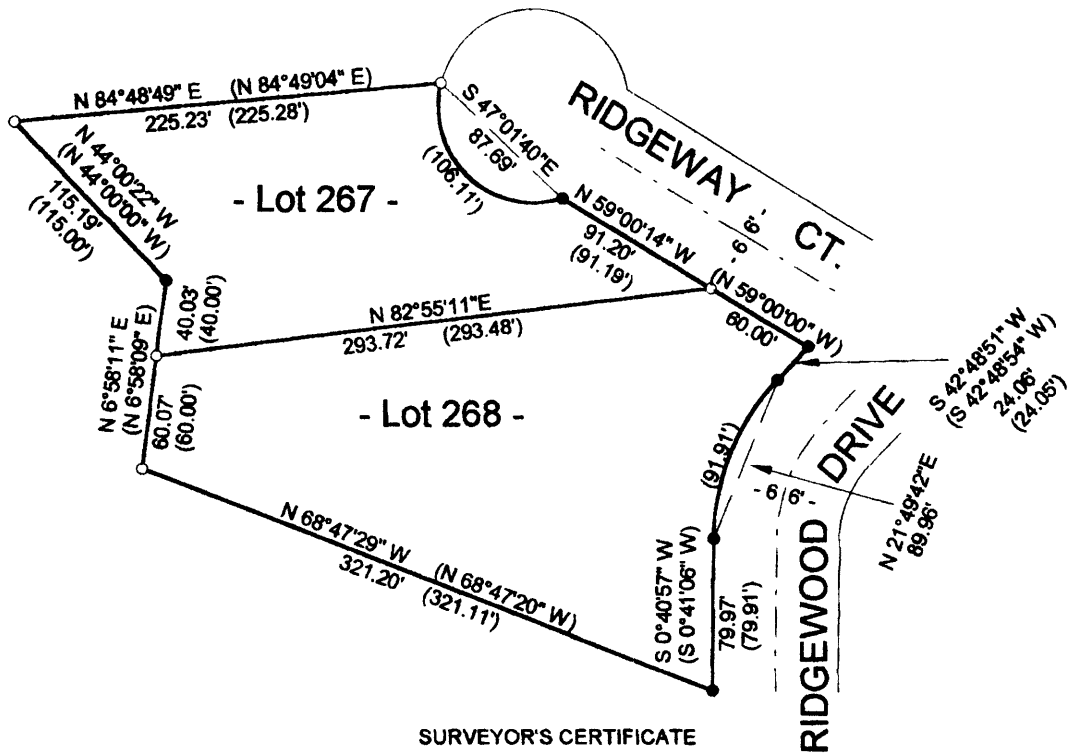 N 84°48'49" E (N 84°49'04" E)
225.23' (225.28')
N 44°00'22" W
(N 44°00'00" W)
115.19'
(115.00')
S 47°01'40"E
87.69'
(106.11')
RIDGEWAY CT.
- 66' -
- Lot 267 -
N 59°00'14" W
91.20'
(91.19')
(N 59°00'00" W)
60.00'
40.03'
(40.00')
N 82°55'11"E
293.72' (293.48')
N 6°58'11" E
(N 6°58'09" E)
60.07'
(60.00')
- Lot 268 -
S 42°48'51" W
(S 42°48'54" W)
24.06'
(24.05')
(91.91')
RIDGEWOOD DRIVE
- 66' -
N 21°49'42"E
89.96'
N 68°47'29" W (N 68°47'20" W)
321.20' (321.11')
S 0°40'57" W
(S 0°41'06" W)
79.97'
(79.91')
SURVEYOR'S CERTIFICATE